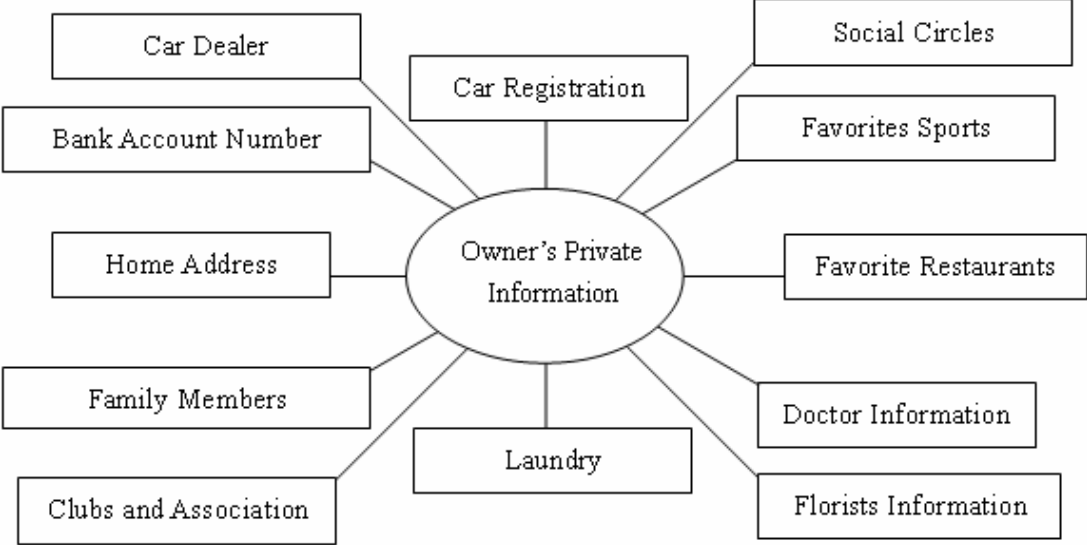 Car Dealer
Social Circles
Car Registration
Bank Account Number
Favorites Sports
Owner's Private
Information
Home Address
Favorite Restaurants
Family Members
Doctor Information
Laundry
Clubs and Association
Florists Information